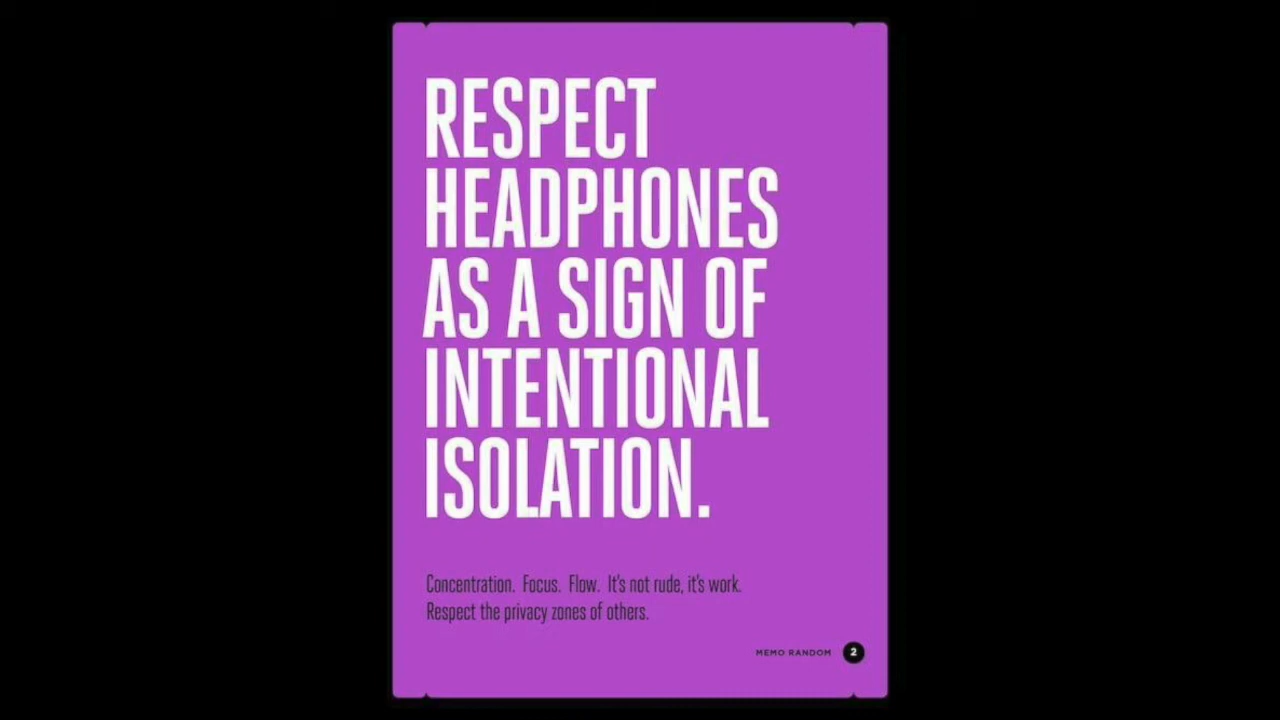 RESPECT
HEADPHONES
AS A SIGN OF
INTENTIONAL
ISOLATION.
Concentration. Focus. Flow. It's not rude, it's work.
Respect the privacy zones of others.
MEMO RANDOM 2